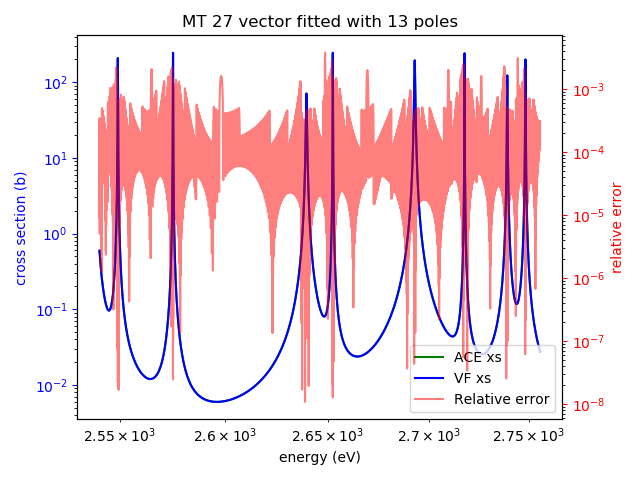 MT 27 vector fitted with 13 poles
cross section (b)
10²
10¹
10⁰
10⁻¹
10⁻²
10⁻³
10⁻⁴
10⁻⁵
10⁻⁶
10⁻⁷
10⁻⁸
relative error
ACE xs
VF xs
Relative error
2.55 × 10³ 2.6 × 10³ 2.65 × 10³ 2.7 × 10³ 2.75 × 10³
energy (eV)